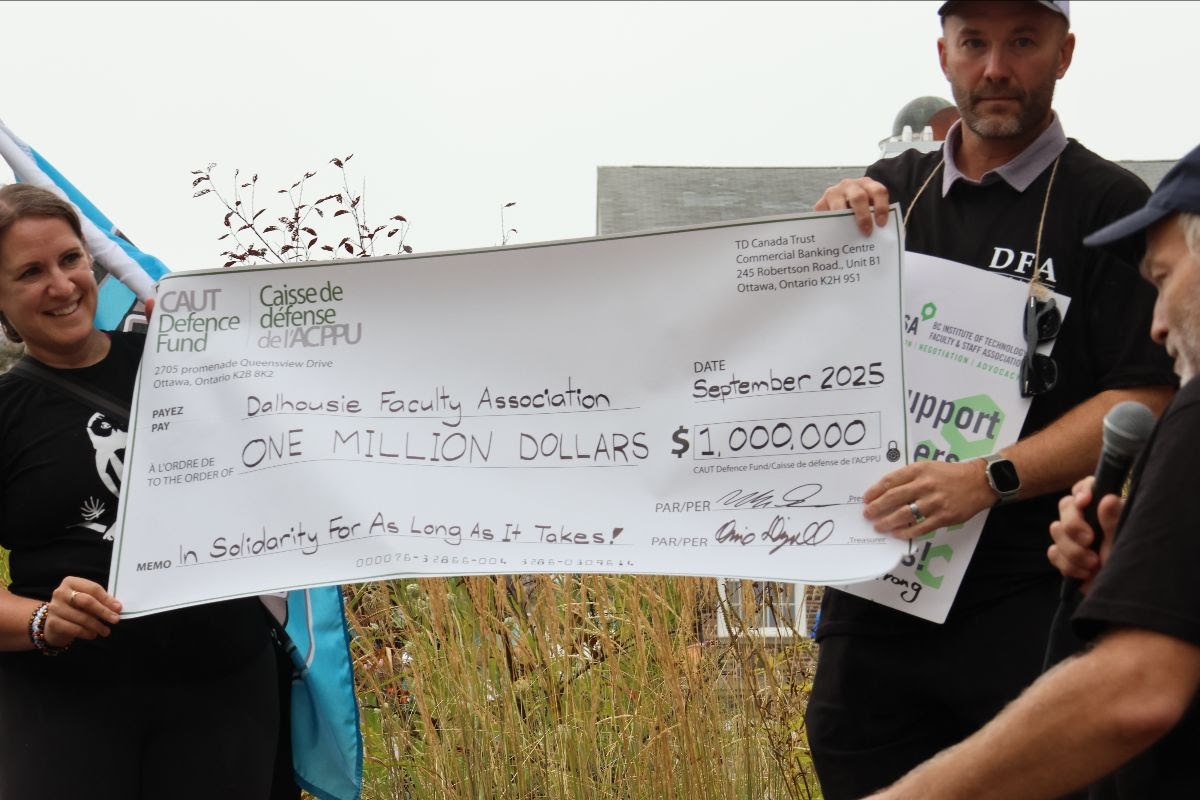 CAUT
Defence
Fund
Caisse de
défense
de l'ACPPU
2705 promenade Queensview Drive
Ottawa, Ontario K2B 8K2
TD Canada Trust
Commercial Banking Centre
245 Robertson Road., Unit B1
Ottawa, Ontario K2H 9S1
DATE
September 2025
PAYEZ
PAY
Dalhousie Faculty Association
ONE MILLION DOLLARS
$ 1,000,000
À L'ORDRE DE
TO THE ORDER OF
CAUT Defence Fund/Caisse de défense de l'ACPPU
PAR/PER
PAR/PER
Treasurer
MEMO In Solidarity For As Long As It Takes!
DFA
BC INSTITUTE OF TECHNOLOGY
FACULTY & STAFF ASSOCIATION
NEGOTIATION | ADVOCACY